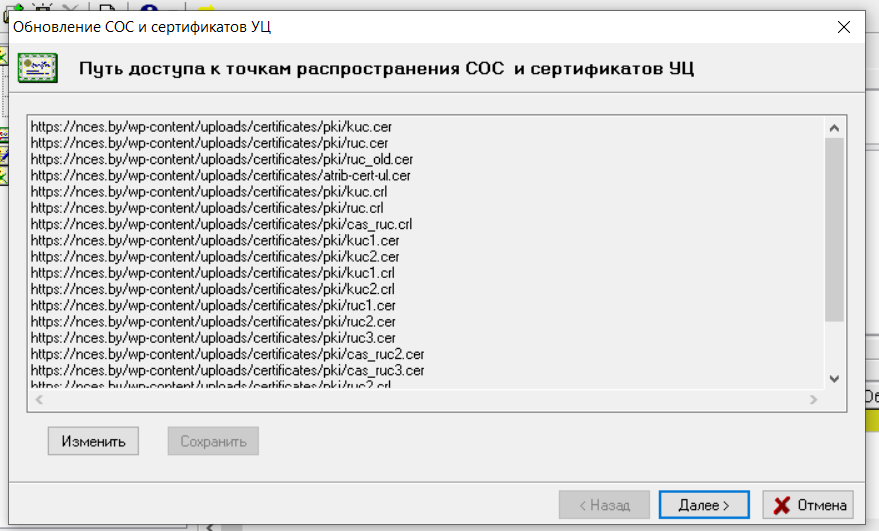 Обновление СОС и сертификатов УЦ
Путь доступа к точкам распространения СОС и сертификатов УЦ
https://nces.by/wp-content/uploads/certificates/pki/kuc.cer
https://nces.by/wp-content/uploads/certificates/pki/ruc.cer
https://nces.by/wp-content/uploads/certificates/pki/ruc_old.cer
https://nces.by/wp-content/uploads/certificates/atrib-cert-ul.cer
https://nces.by/wp-content/uploads/certificates/pki/kuc.crl
https://nces.by/wp-content/uploads/certificates/pki/ruc.crl
https://nces.by/wp-content/uploads/certificates/pki/cas_ruc.crl
https://nces.by/wp-content/uploads/certificates/pki/kuc1.cer
https://nces.by/wp-content/uploads/certificates/pki/kuc2.cer
https://nces.by/wp-content/uploads/certificates/pki/kuc1.crl
https://nces.by/wp-content/uploads/certificates/pki/kuc2.crl
https://nces.by/wp-content/uploads/certificates/pki/ruc1.cer
https://nces.by/wp-content/uploads/certificates/pki/ruc2.cer
https://nces.by/wp-content/uploads/certificates/pki/ruc3.cer
https://nces.by/wp-content/uploads/certificates/pki/cas_ruc2.cer
https://nces.by/wp-content/uploads/certificates/pki/cas_ruc3.cer
https://nces.by/wp-content/uploads/certificates/pki/ruc2.crl
Изменить
Сохранить
< Назад
Далее >
Отмена